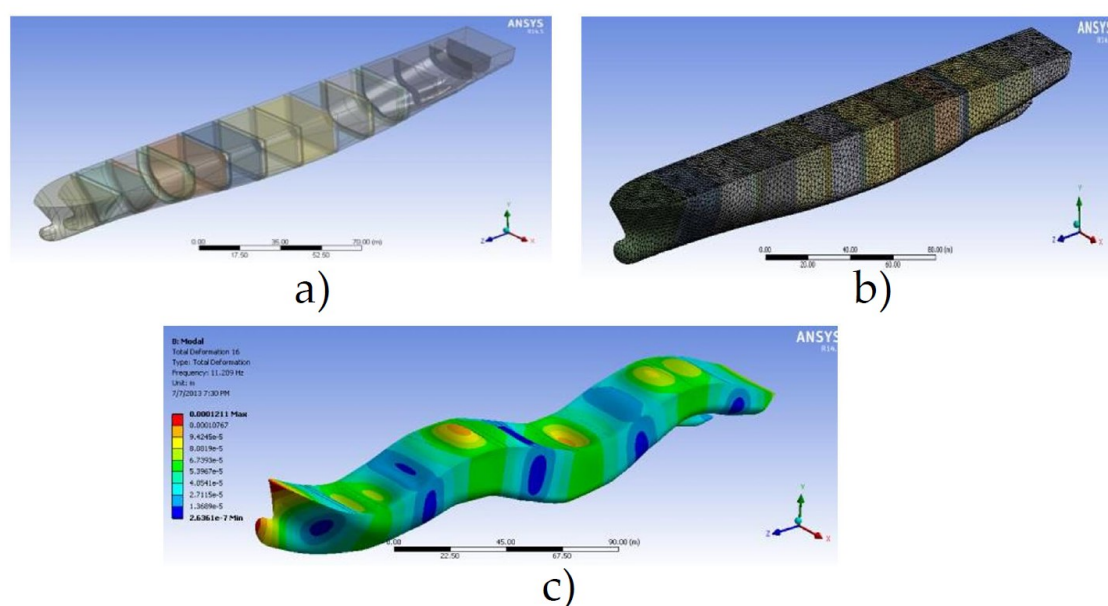 ANSYS
R14.5
0.00 35.00 70.00 (m)
17.50 52.50
Y
Z X
a)
ANSYS
0.00 40.00 80.00 (m)
20.00 60.00
Y
Z X
b)
B: Modal
Total Deformation 16
Type: Total Deformation
Frequency: 11.209 Hz
Unit: m
7/7/2013 7:30 PM
0.0001211 Max
0.00010767
9.4245e-5
8.0819e-5
6.7393e-5
5.3967e-5
4.0541e-5
2.7115e-5
1.3689e-5
2.6361e-7 Min
ANSYS
0.00 45.00 90.00 (m)
22.50 67.50
Y
Z X
c)